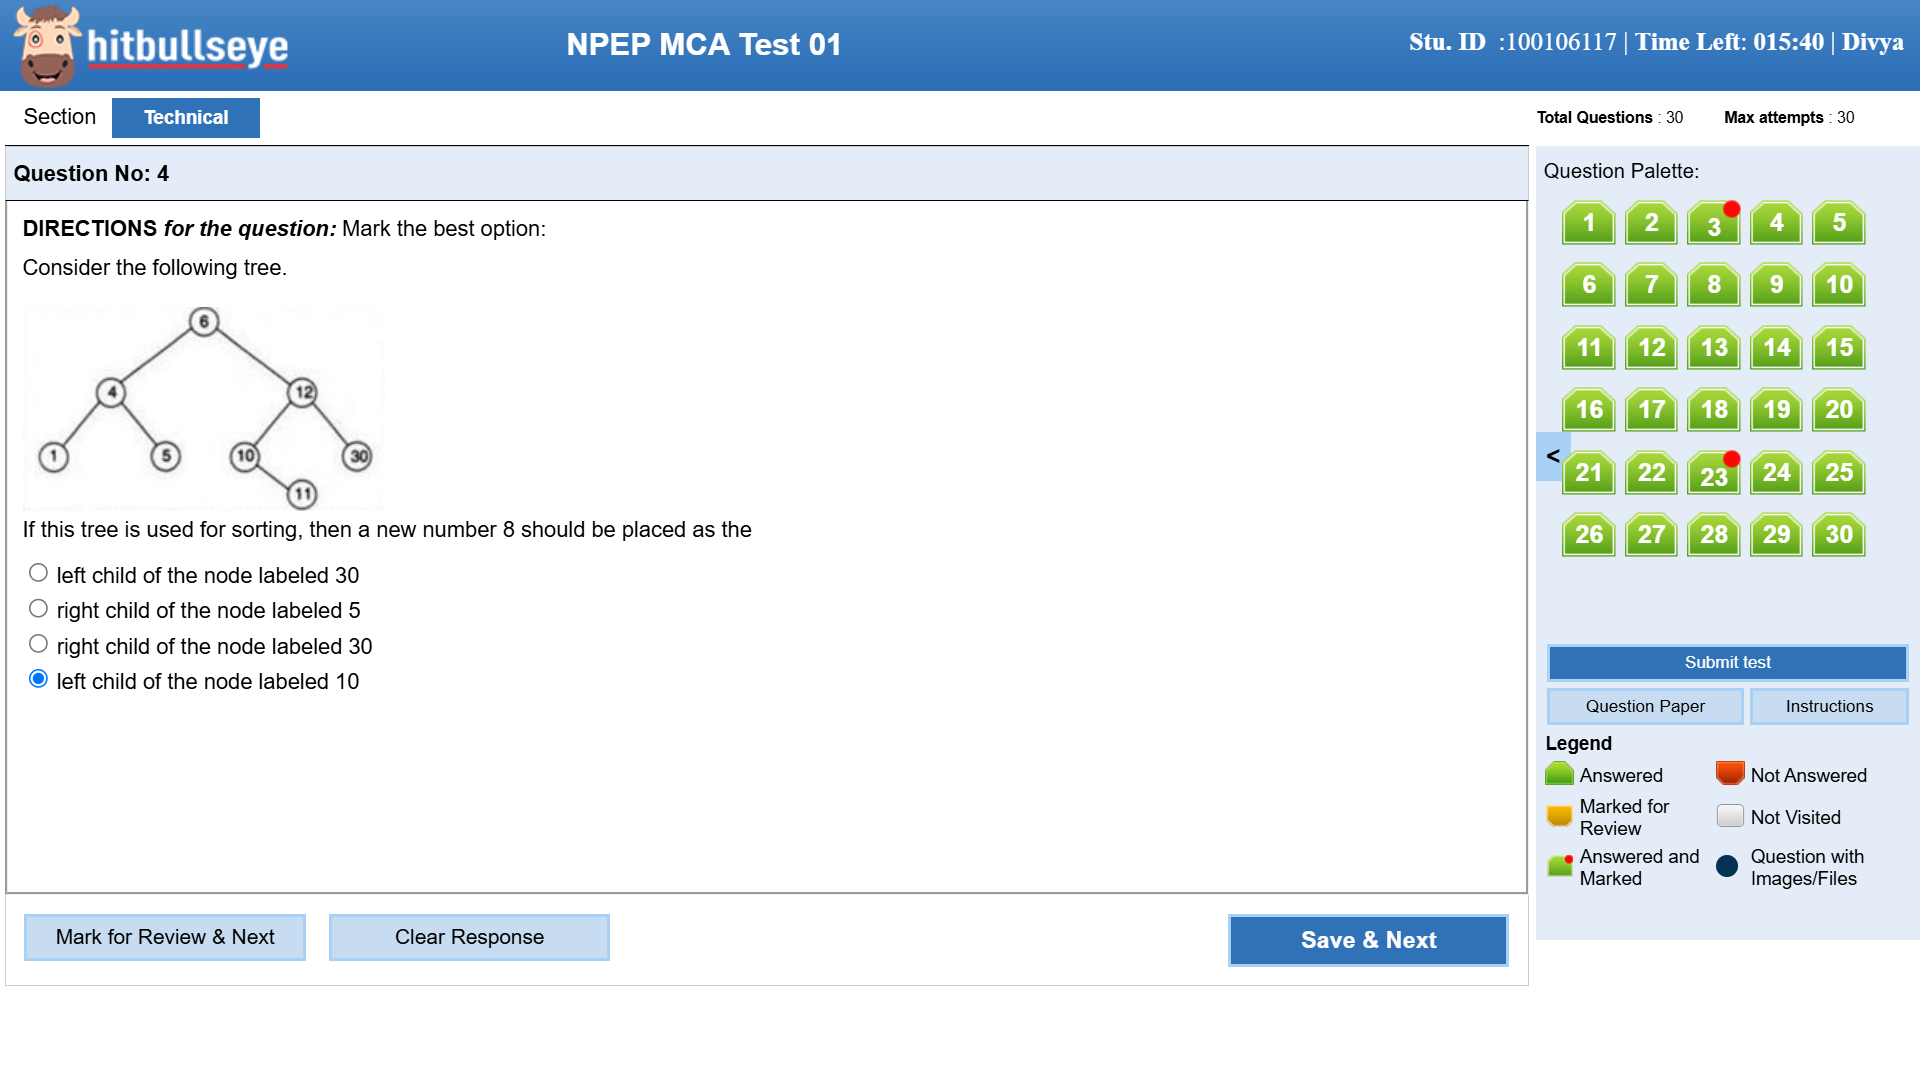 hitbullseye
NPEP MCA Test 01
Stu. ID :100106117 | Time Left: 015:40 | Divya
Section
Technical
Total Questions : 30
Max attempts : 30
Question No: 4
DIRECTIONS for the question: Mark the best option:
Consider the following tree.
6
4
12
1
5
10
30
11
If this tree is used for sorting, then a new number 8 should be placed as the
left child of the node labeled 30
right child of the node labeled 5
right child of the node labeled 30
left child of the node labeled 10
Mark for Review & Next
Clear Response
Save & Next
Question Palette:
1 2 3 4 5
6 7 8 9 10
11 12 13 14 15
16 17 18 19 20
<
21 22 23 24 25
26 27 28 29 30
Submit test
Question Paper
Instructions
Legend
Answered
Not Answered
Marked for
Review
Not Visited
Answered and
Marked
Question with
Images/Files